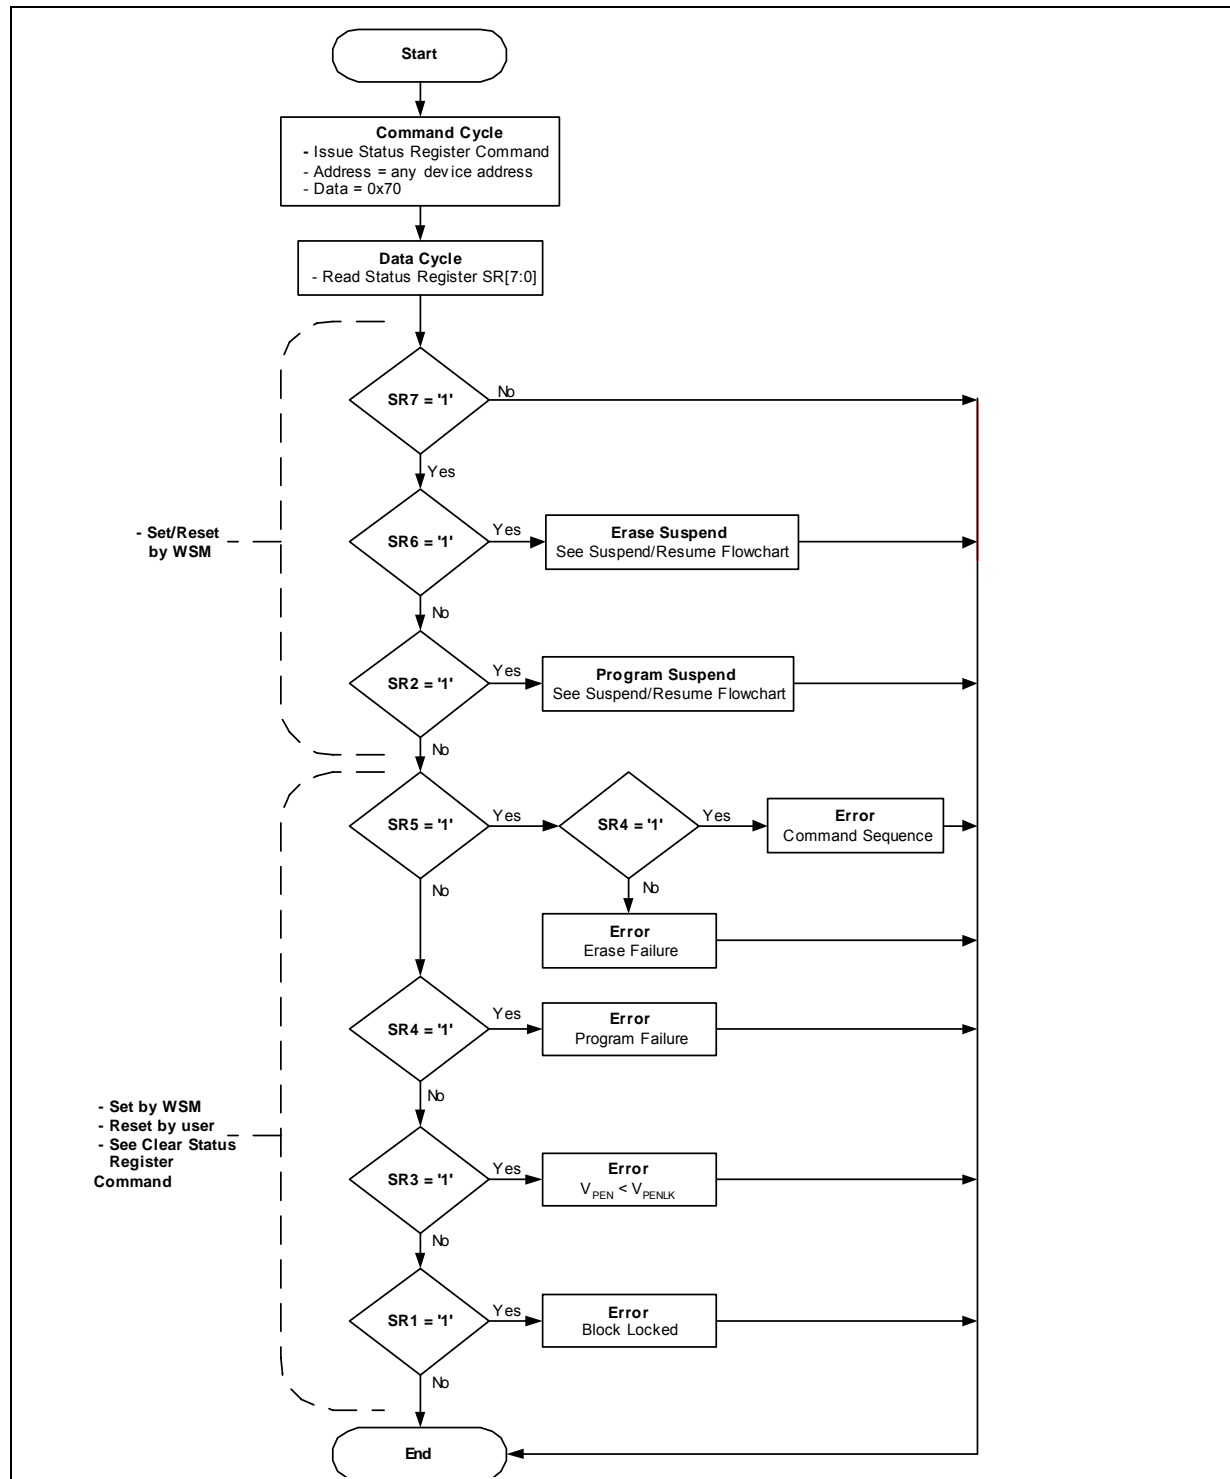 Start
Command Cycle
- Issue Status Register Command
- Address = any device address
- Data = 0x70
Data Cycle
- Read Status Register SR[7:0]
SR7 = '1'
No
Yes
- Set/Reset
by WSM
SR6 = '1'
Yes
Erase Suspend
See Suspend/Resume Flowchart
No
SR2 = '1'
Yes
Program Suspend
See Suspend/Resume Flowchart
No
SR5 = '1'
Yes
SR4 = '1'
Yes
Error
Command Sequence
No
No
Error
Erase Failure
SR4 = '1'
Yes
Error
Program Failure
No
- Set by WSM
- Reset by user
- See Clear Status
Register
Command
SR3 = '1'
Yes
Error
VPEN < VPENLK
No
SR1 = '1'
Yes
Error
Block Locked
No
End